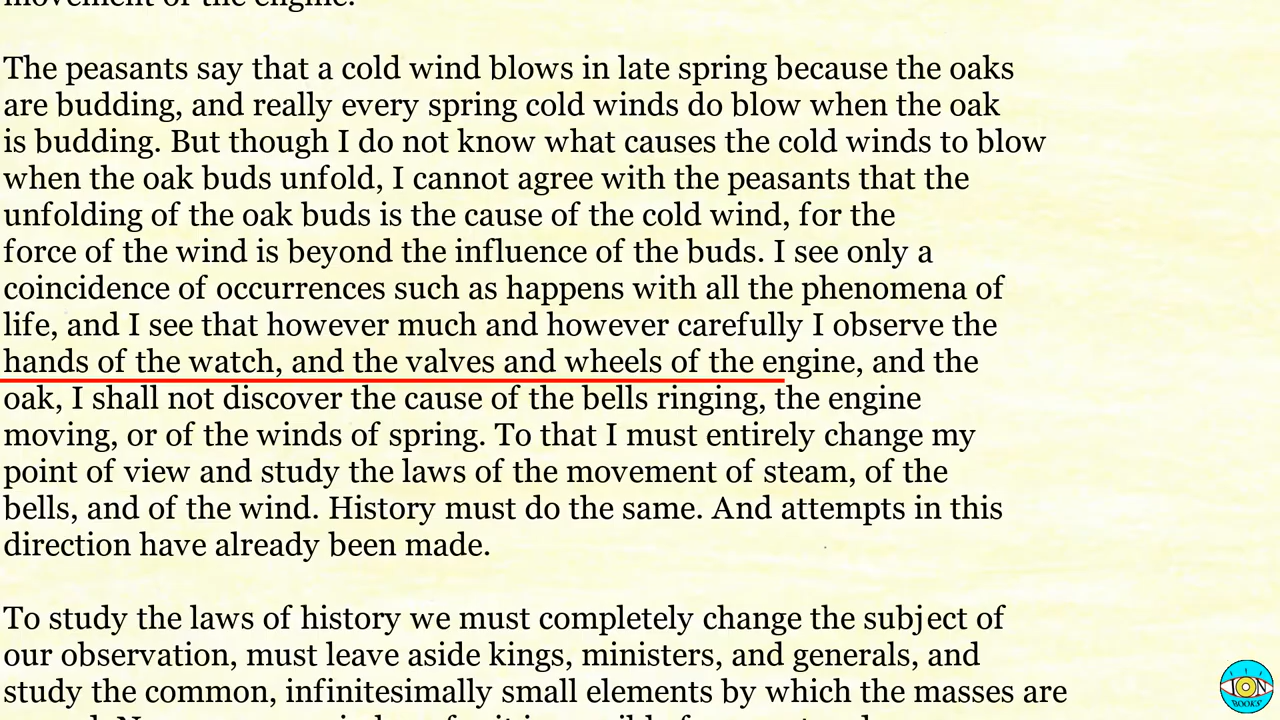 movement of the engine.
The peasants say that a cold wind blows in late spring because the oaks
are budding, and really every spring cold winds do blow when the oak
is budding. But though I do not know what causes the cold winds to blow
when the oak buds unfold, I cannot agree with the peasants that the
unfolding of the oak buds is the cause of the cold wind, for the
force of the wind is beyond the influence of the buds. I see only a
coincidence of occurrences such as happens with all the phenomena of
life, and I see that however much and however carefully I observe the
hands of the watch, and the valves and wheels of the engine, and the
oak, I shall not discover the cause of the bells ringing, the engine
moving, or of the winds of spring. To that I must entirely change my
point of view and study the laws of the movement of steam, of the
bells, and of the wind. History must do the same. And attempts in this
direction have already been made.
To study the laws of history we must completely change the subject of
our observation, must leave aside kings, ministers, and generals, and
study the common, infinitesimally small elements by which the masses are
ION
BOOKS